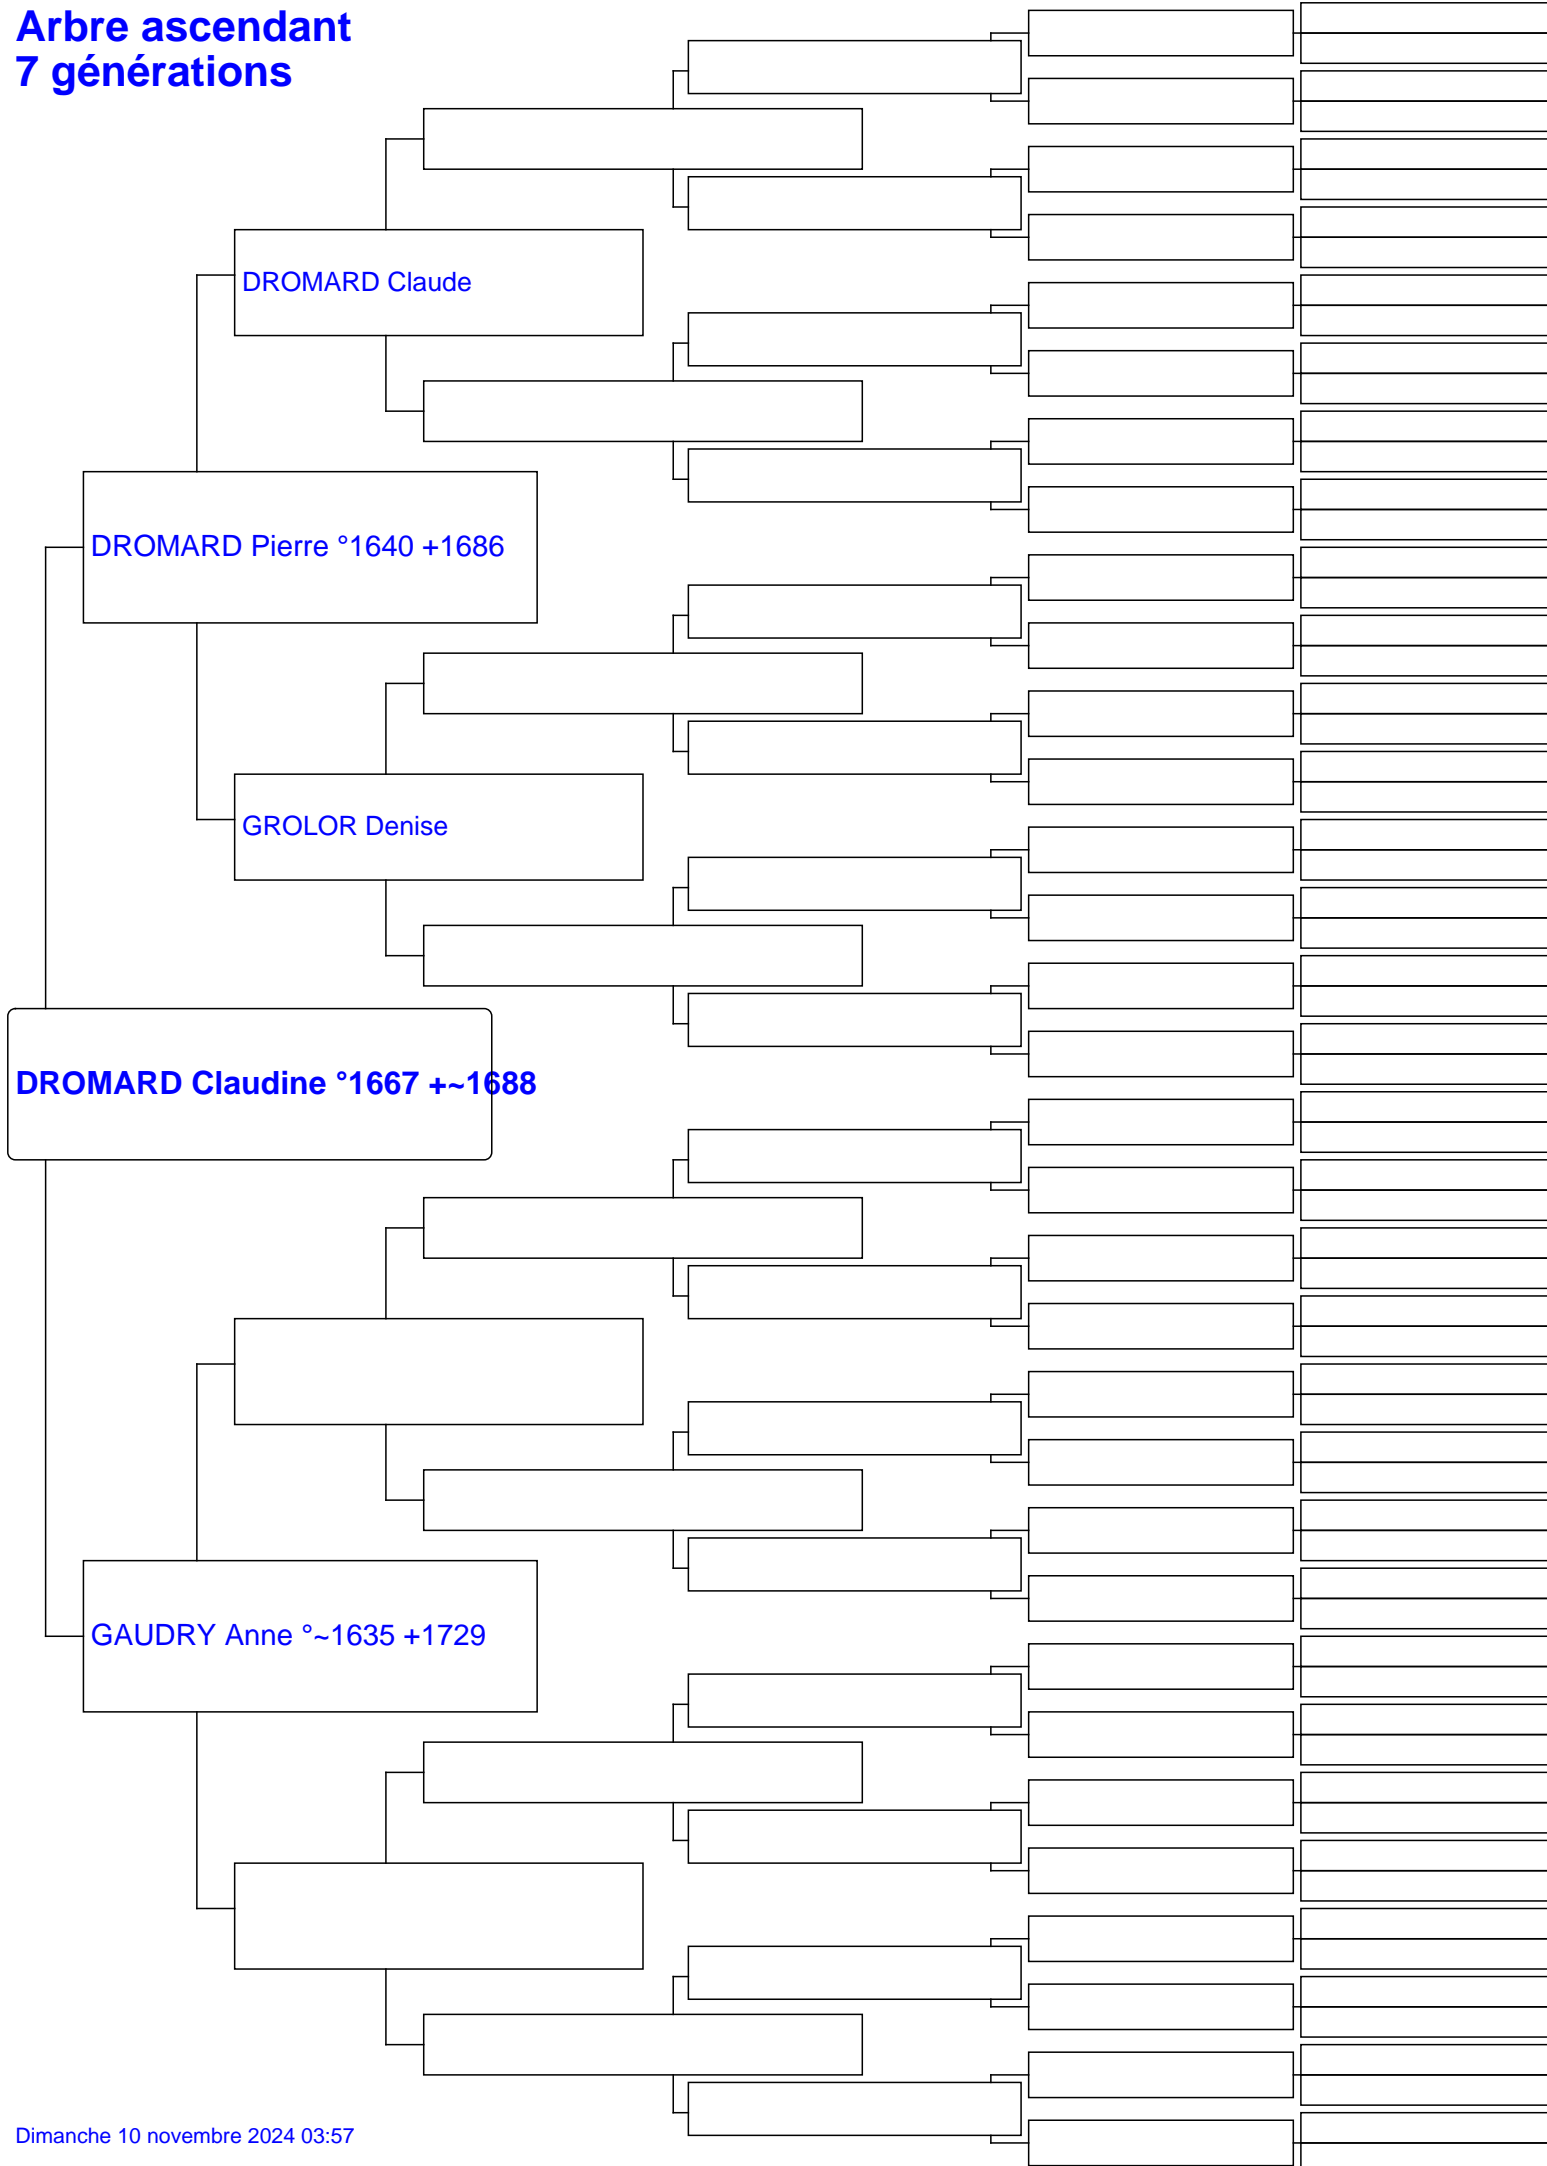 Arbre ascendant
7 générations
DROMARD Claude
DROMARD Pierre °1640 +1686
GROLOR Denise
DROMARD Claudine °1667 +~1688
GAUDRY Anne °~1635 +1729
Dimanche 10 novembre 2024 03:57